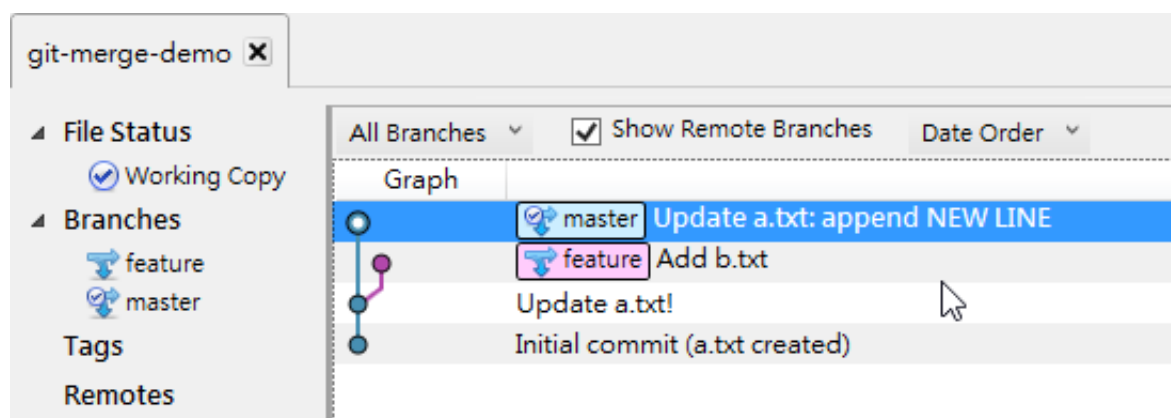 git-merge-demo
File Status
Working Copy
Branches
feature
master
Tags
Remotes
All Branches Show Remote Branches Date Order
Graph
master Update a.txt: append NEW LINE
feature Add b.txt
Update a.txt!
Initial commit (a.txt created)